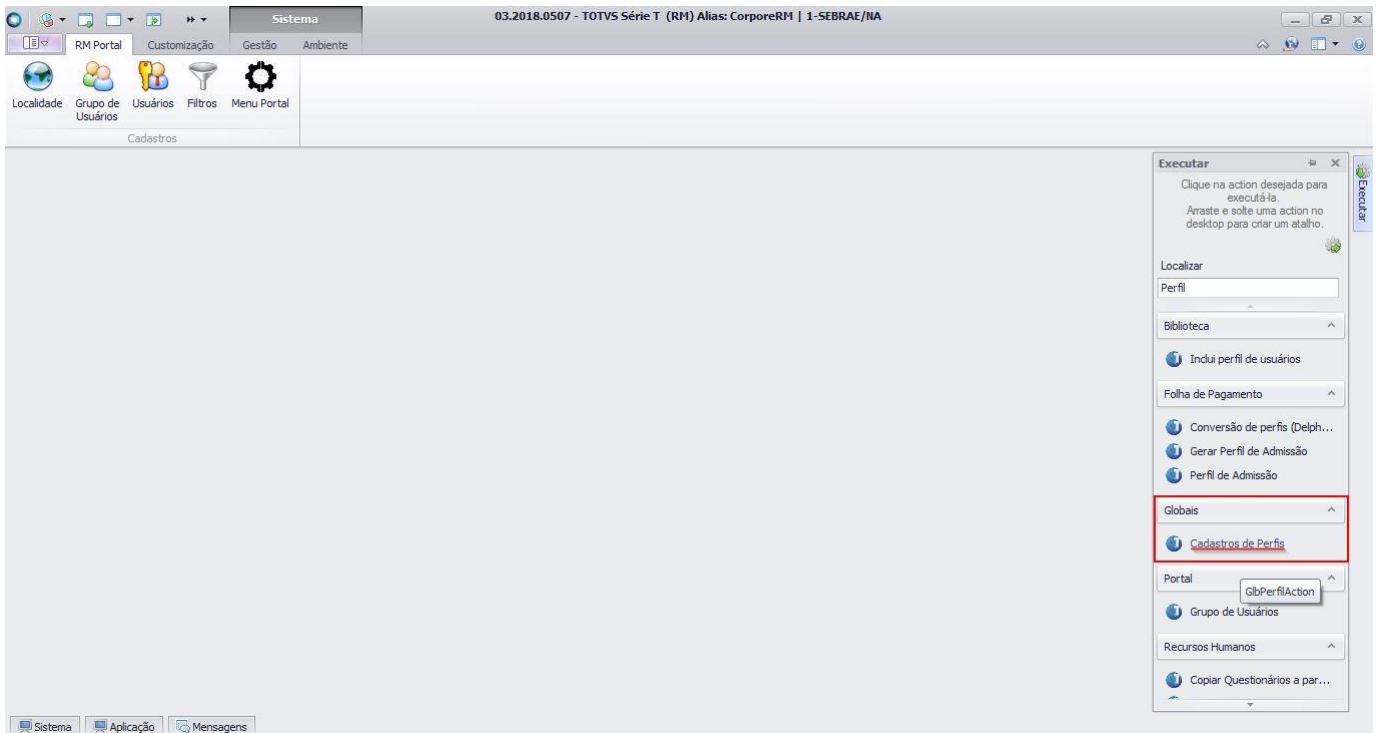 Sistema
03.2018.0507 - TOTVS Série T (RM) Alias: CorporeRM | 1-SEBRAE/NA
RM Portal Customização Gestão Ambiente
Localidade Grupo de Usuários Usuários Filtros Menu Portal
Cadastros
Executar
Executar
Clique na action desejada para
executá-la.
Arraste e solte uma action no
desktop para criar um atalho.
Localizar
Perfil
Biblioteca
Inclui perfil de usuários
Folha de Pagamento
Conversão de perfis (Delph...
Gerar Perfil de Admissão
Perfil de Admissão
Globais
Cadastros de Perfis
Portal
GlbPerfilAction
Grupo de Usuários
Recursos Humanos
Copiar Questionários a par...
Sistema Aplicação Mensagens